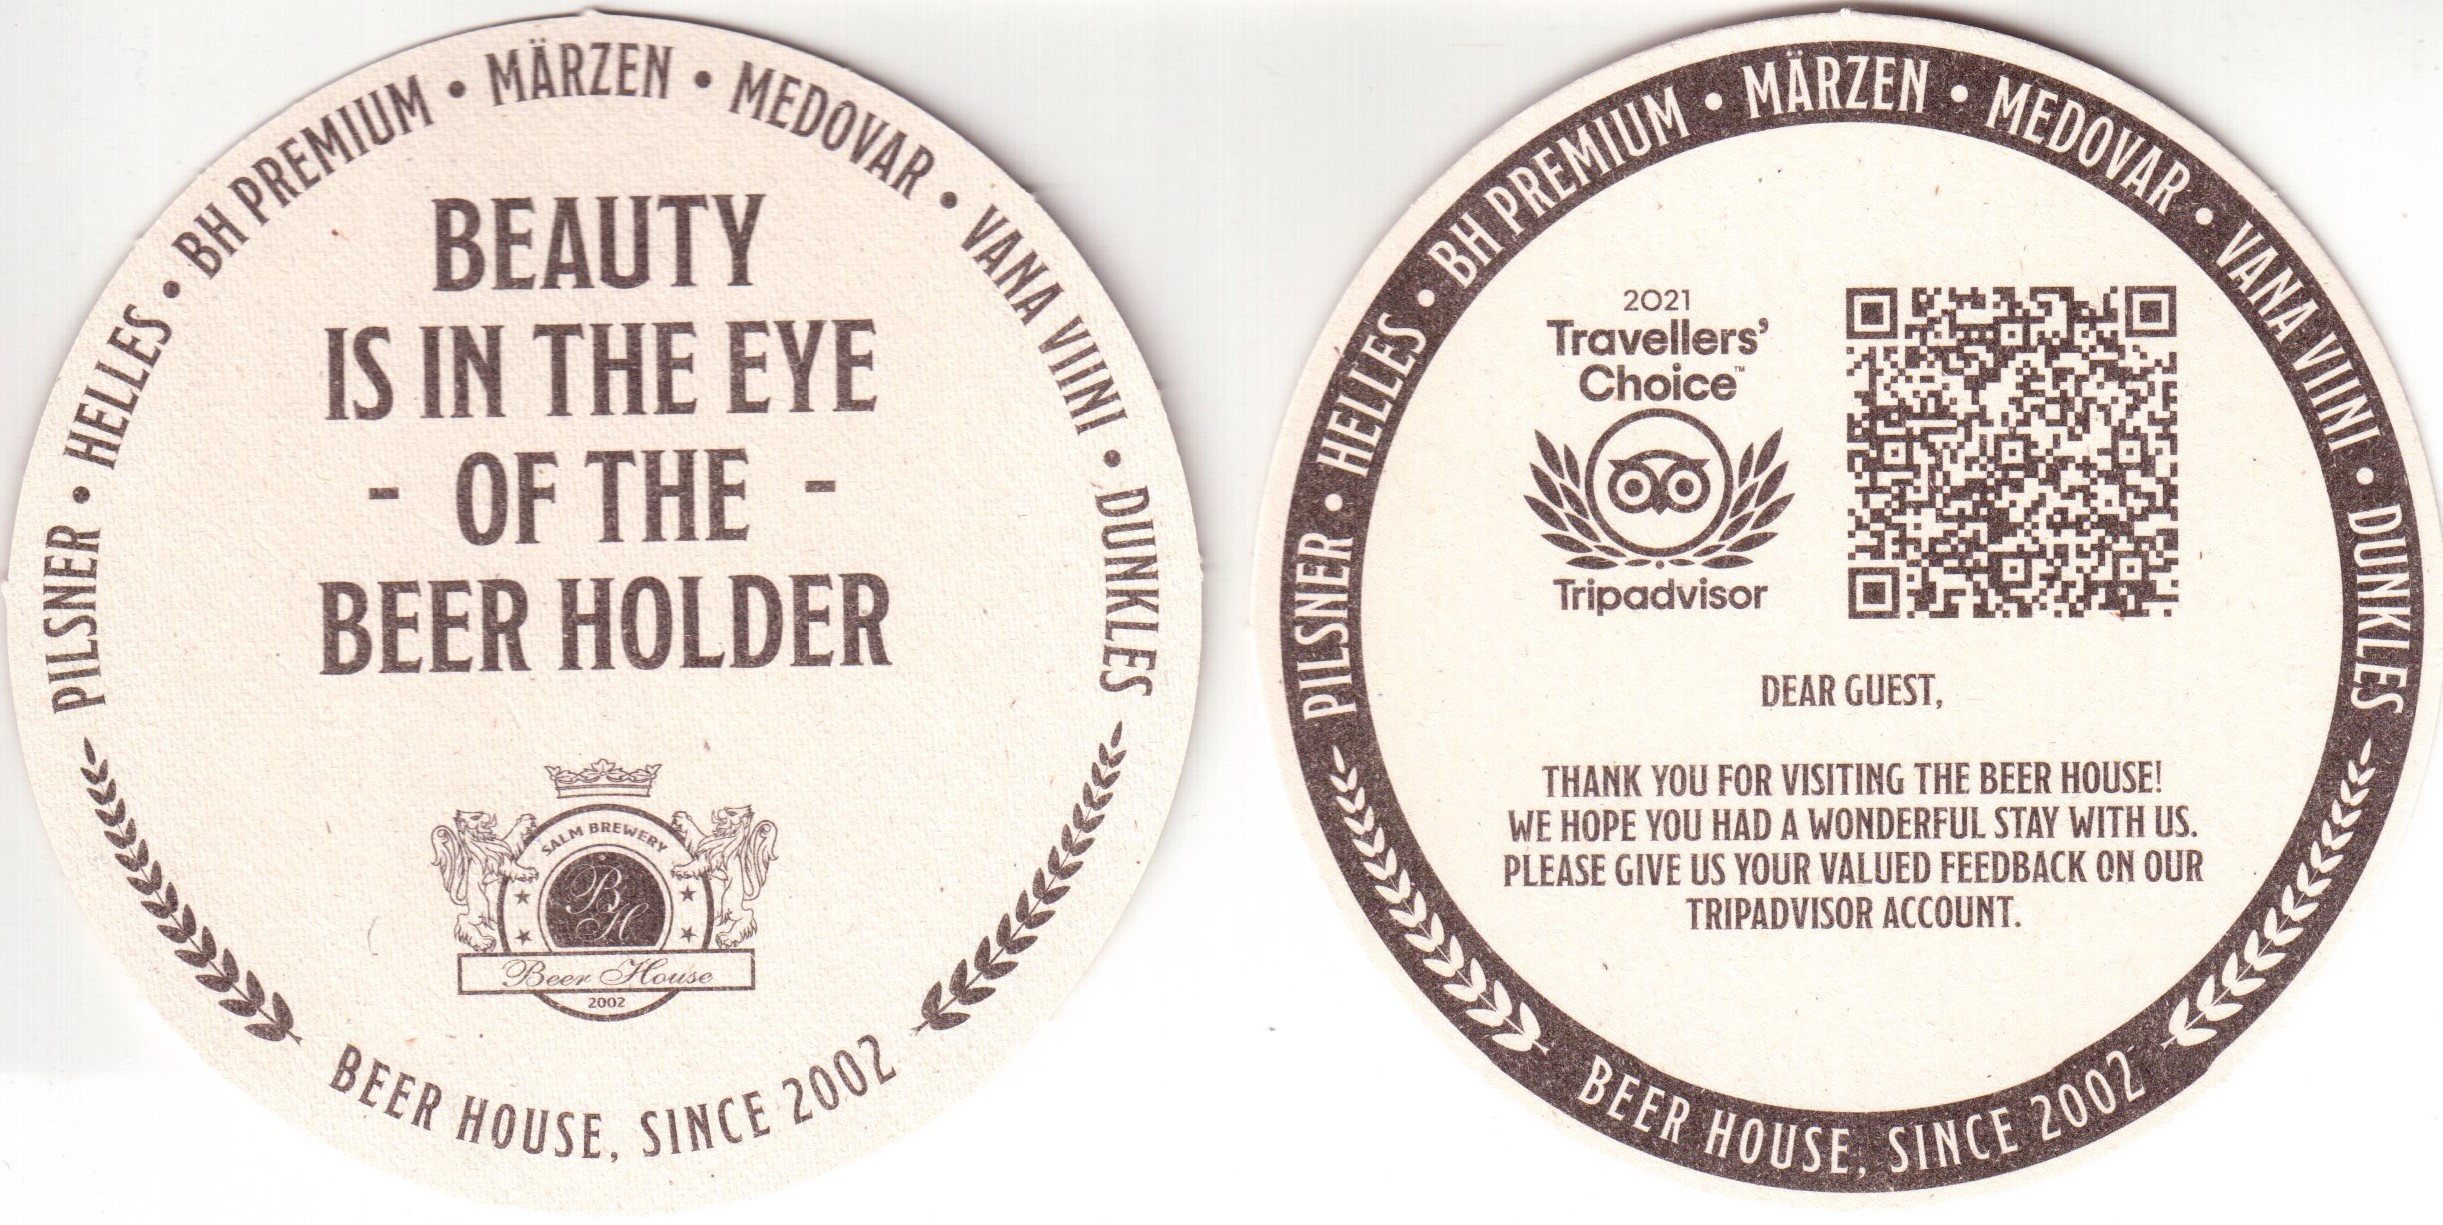 PILSNER • HELLES • BH PREMIUM • MÄRZEN • MEDOVAR • VANA VIINI • DUNKLES
BEAUTY
IS IN THE EYE
- OF THE -
BEER HOLDER
SALM BREWERY
BH
Beer House
2002
BEER HOUSE, SINCE 2002
PILSNER • HELLES • BH PREMIUM • MÄRZEN • MEDOVAR • VANA VIINI • DUNKLES
2021
Travellers'
Choice™
Tripadvisor
DEAR GUEST,
THANK YOU FOR VISITING THE BEER HOUSE!
WE HOPE YOU HAD A WONDERFUL STAY WITH US.
PLEASE GIVE US YOUR VALUED FEEDBACK ON OUR
TRIPADVISOR ACCOUNT.
BEER HOUSE, SINCE 2002